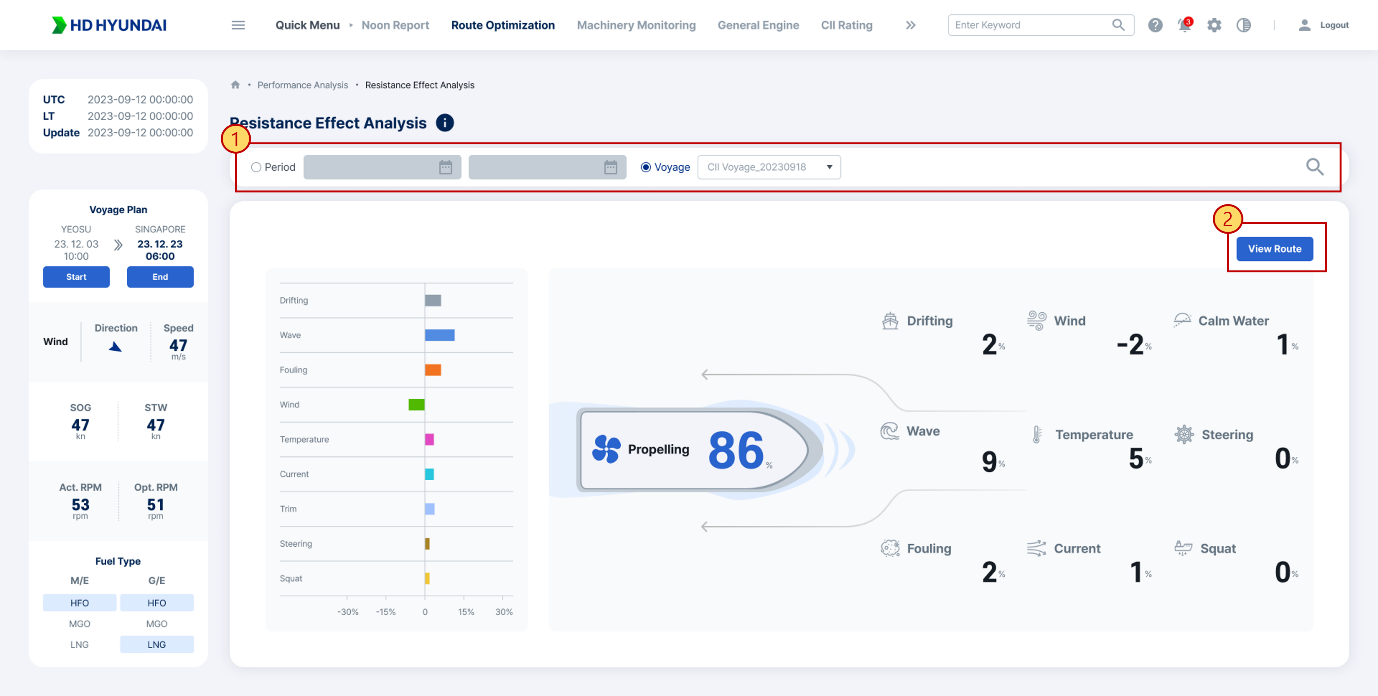 HD HYUNDAI
Quick Menu • Noon Report Route Optimization Machinery Monitoring General Engine CII Rating
Enter Keyword
3
Logout
UTC 2023-09-12 00:00:00
LT 2023-09-12 00:00:00
Update 2023-09-12 00:00:00
• Performance Analysis • Resistance Effect Analysis
Resistance Effect Analysis
1
Period
Voyage
CII Voyage_20230918
Voyage Plan
YEOSU
23. 12. 03
10:00
Start
SINGAPORE
23. 12. 23
06:00
End
Wind
Direction
Speed
47
m/s
SOG
47
kn
STW
47
kn
Act. RPM
53
rpm
Opt. RPM
51
rpm
Fuel Type
M/E G/E
HFO HFO
MGO MGO
LNG LNG
2
View Route
Drifting
Wave
Fouling
Wind
Temperature
Current
Trim
Steering
Squat
-30% -15% 0 15% 30%
Propelling 86%
Drifting
2%
Wind
-2%
Calm Water
1%
Wave
9%
Temperature
5%
Steering
0%
Fouling
2%
Current
1%
Squat
0%